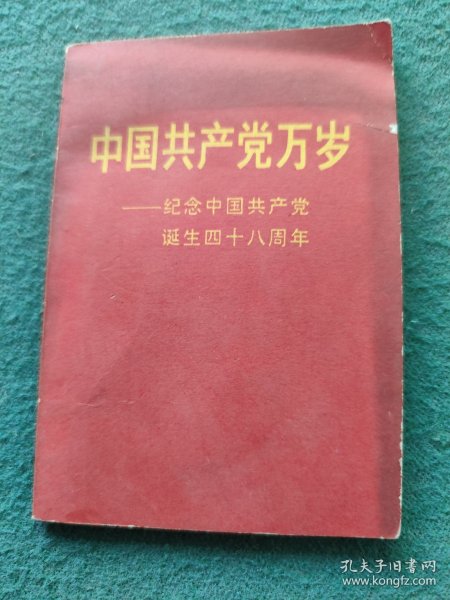 中国共产党万岁
——纪念中国共产党
诞生四十八周年
孔夫子旧书网
www.kongfz.com